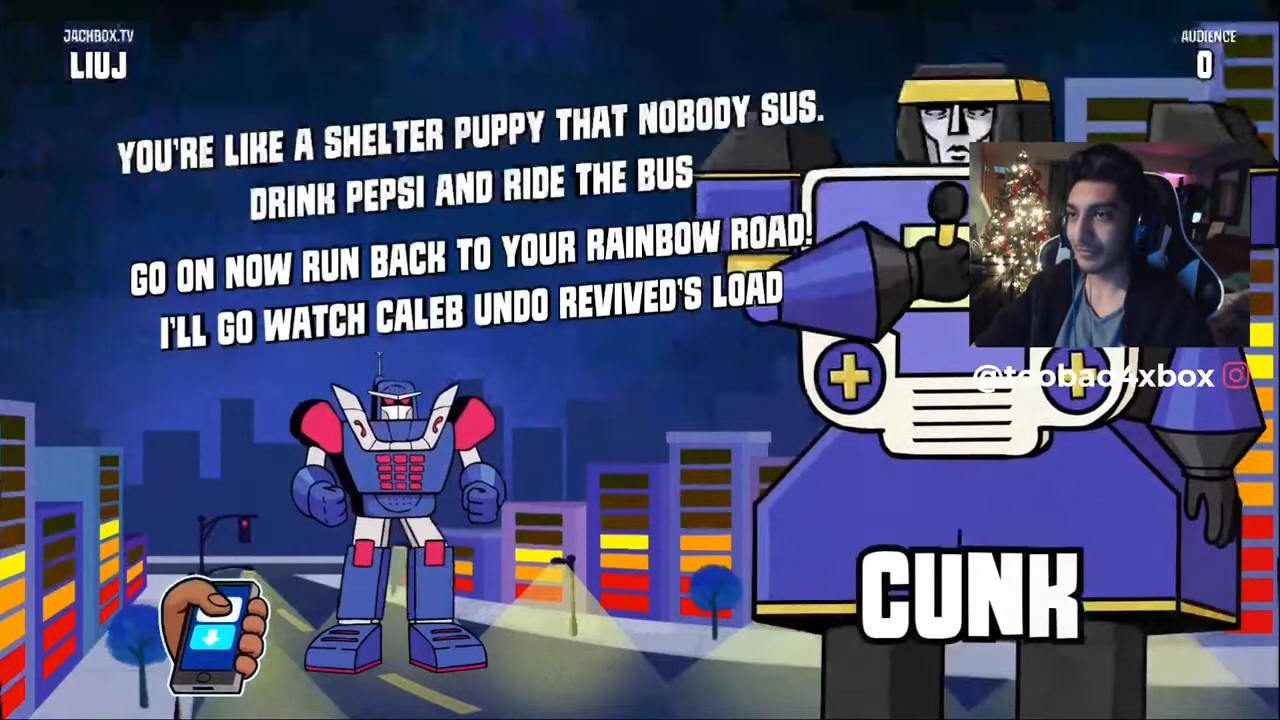 JACKBOX.TV
LIUJ
AUDIENCE
0
YOU'RE LIKE A SHELTER PUPPY THAT NOBODY SUS.
DRINK PEPSI AND RIDE THE BUS
GO ON NOW RUN BACK TO YOUR RAINBOW ROAD!
I'LL GO WATCH CALEB UNDO REVIVED'S LOAD
@toobad4xbox
CUNK